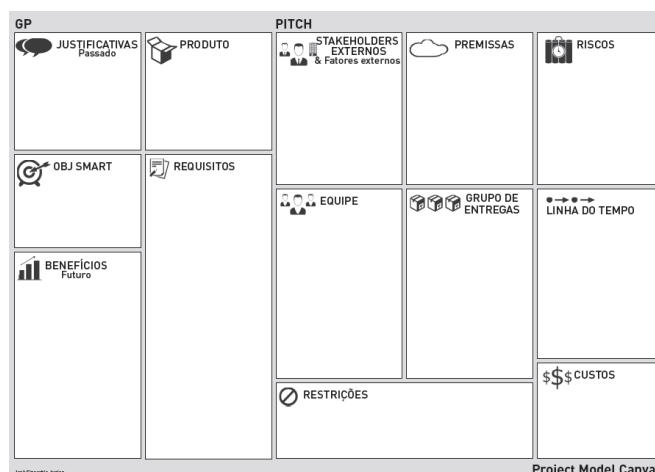 GP
PITCH
JUSTIFICATIVAS
Passado
PRODUTO
STAKEHOLDERS
EXTERNOS
& Fatores externos
PREMISSAS
RISCOS
OBJ SMART
REQUISITOS
EQUIPE
GRUPO DE
ENTREGAS
LINHA DO TEMPO
BENEFÍCIOS
Futuro
$$$ CUSTOS
RESTRIÇÕES
Project Model Canva